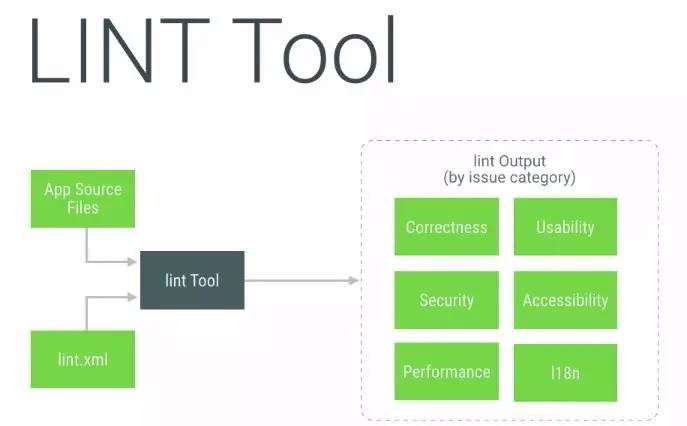 LINT Tool
App Source
Files
lint Tool
lint.xml
lint Output
(by issue category)
Correctness
Usability
Security
Accessibility
Performance
I18n